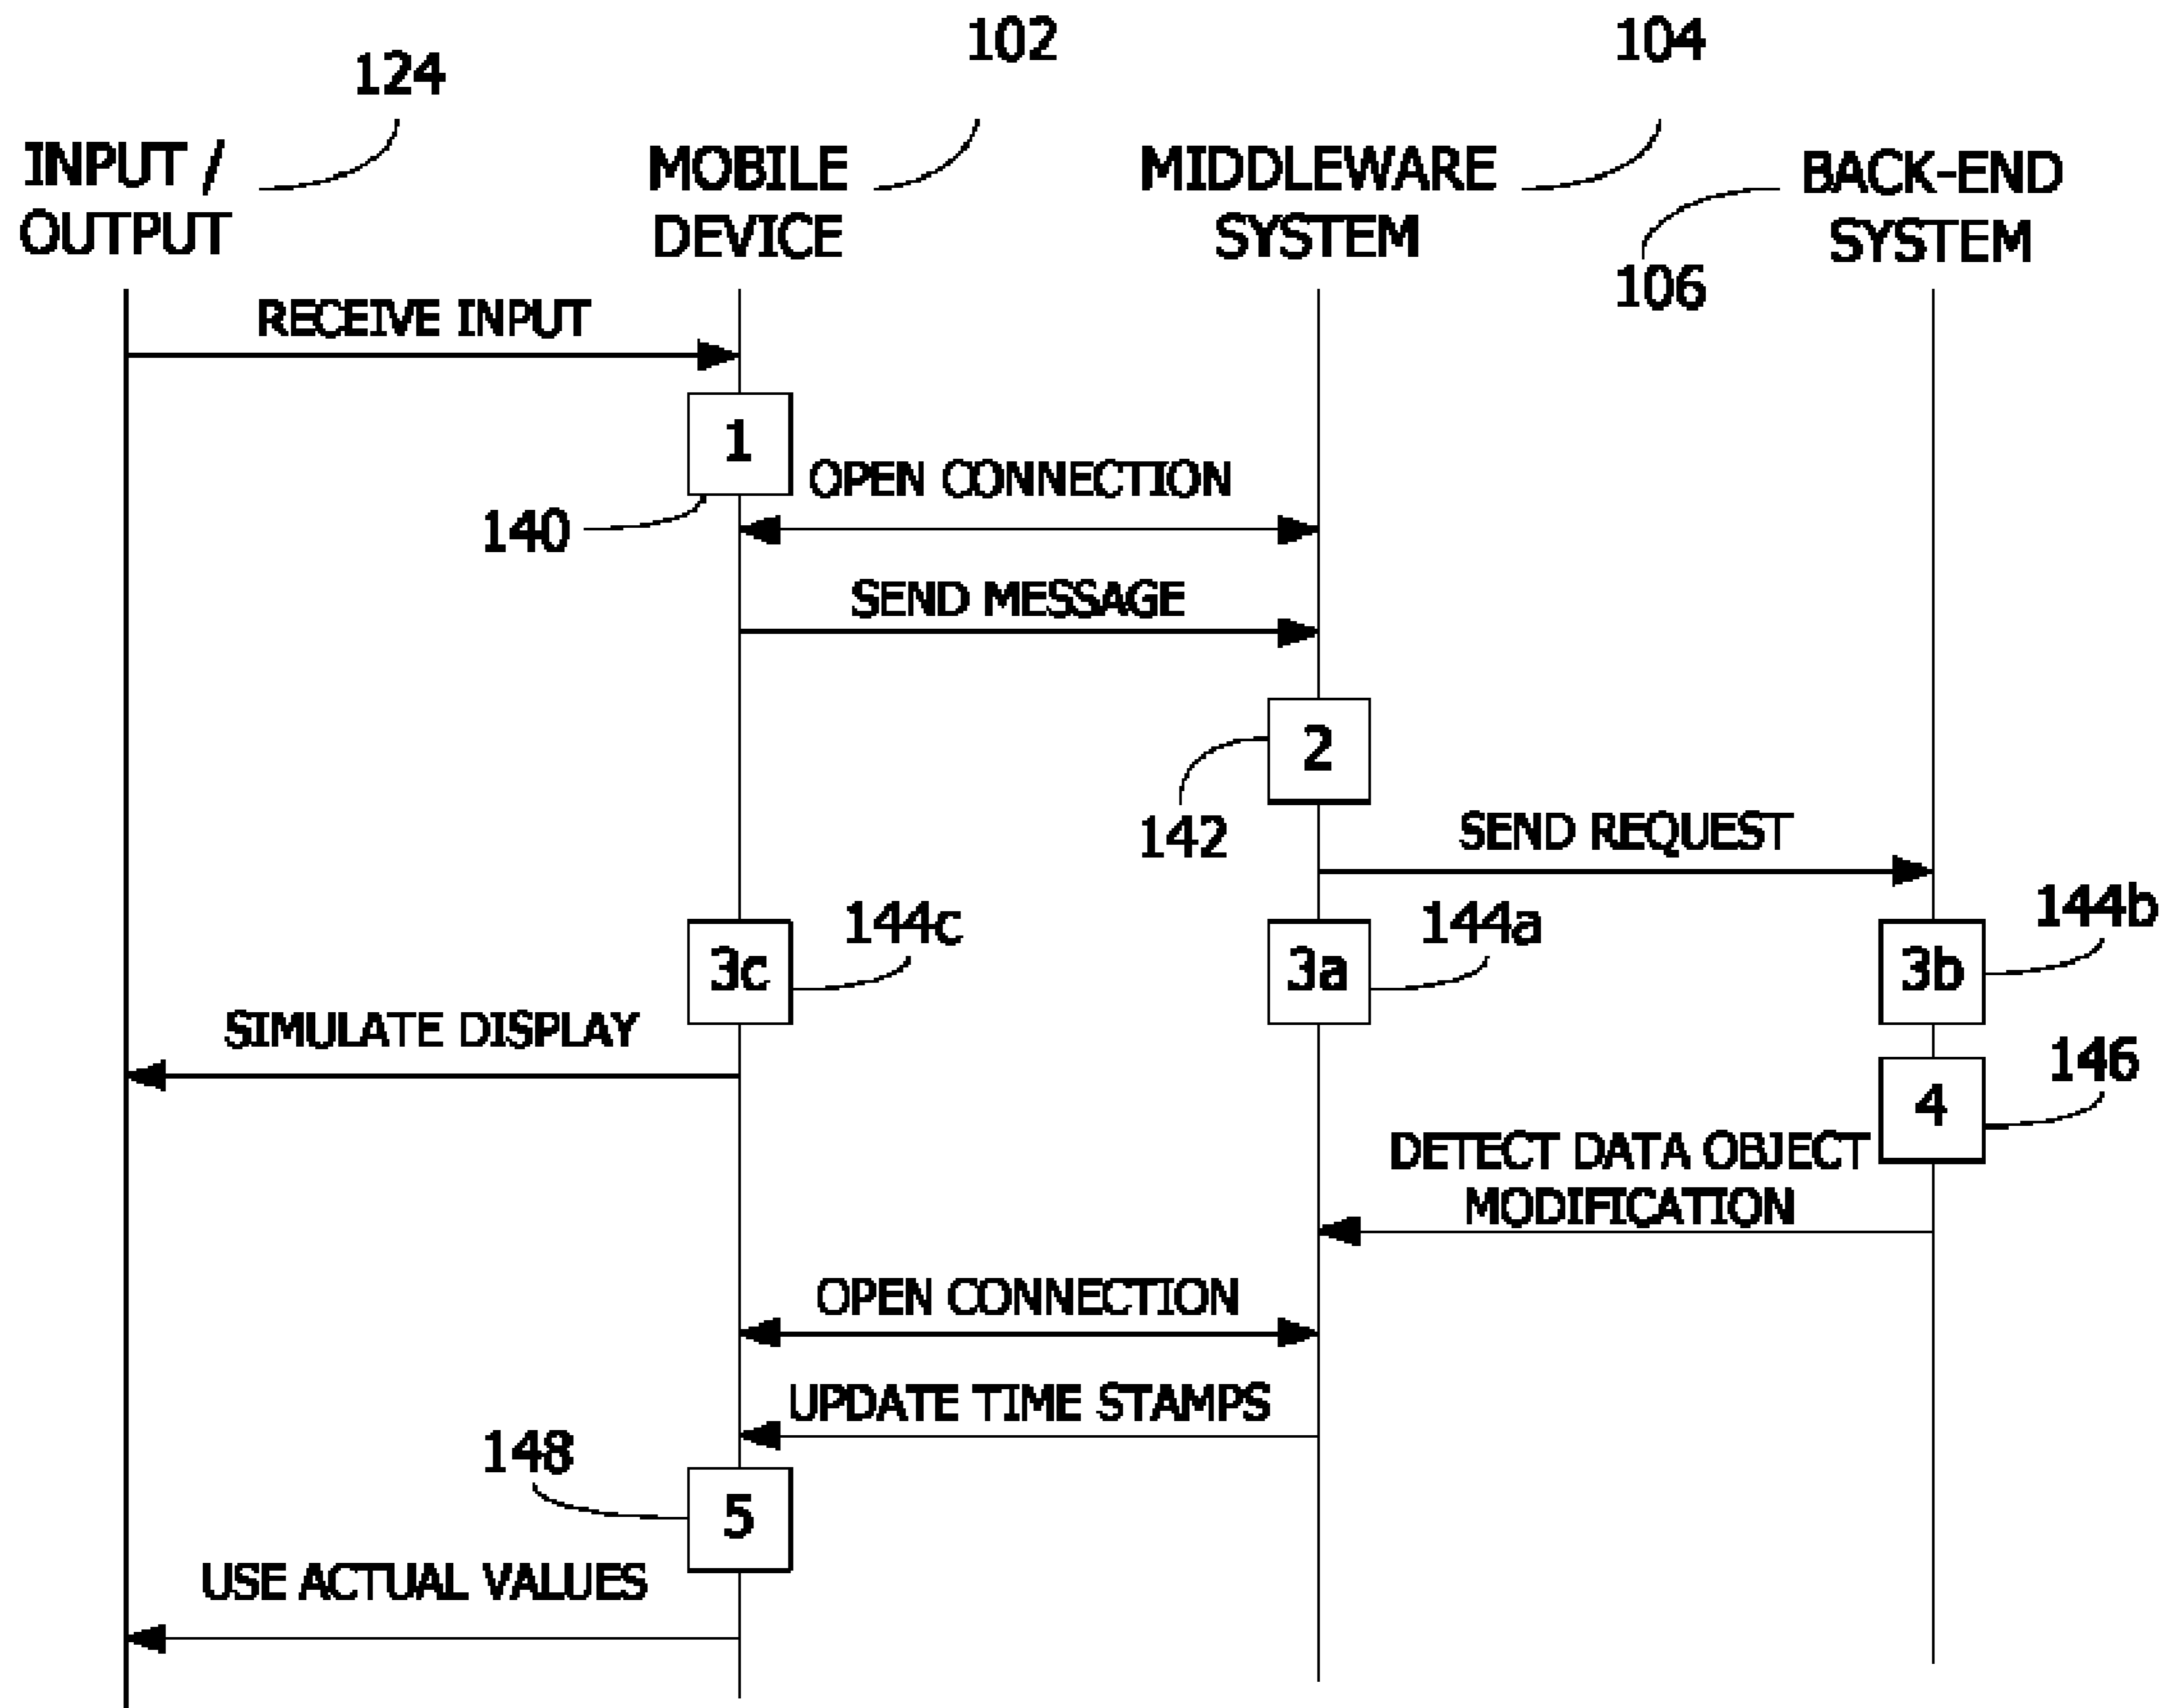 124
102
104
INPUT /
OUTPUT
MOBILE
DEVICE
MIDDLEWARE
SYSTEM
BACK-END
SYSTEM
106
RECEIVE INPUT
1
140
OPEN CONNECTION
SEND MESSAGE
2
142
SEND REQUEST
3c
144c
3a
144a
3b
144b
SIMULATE DISPLAY
4
146
DETECT DATA OBJECT
MODIFICATION
OPEN CONNECTION
UPDATE TIME STAMPS
148
5
USE ACTUAL VALUES